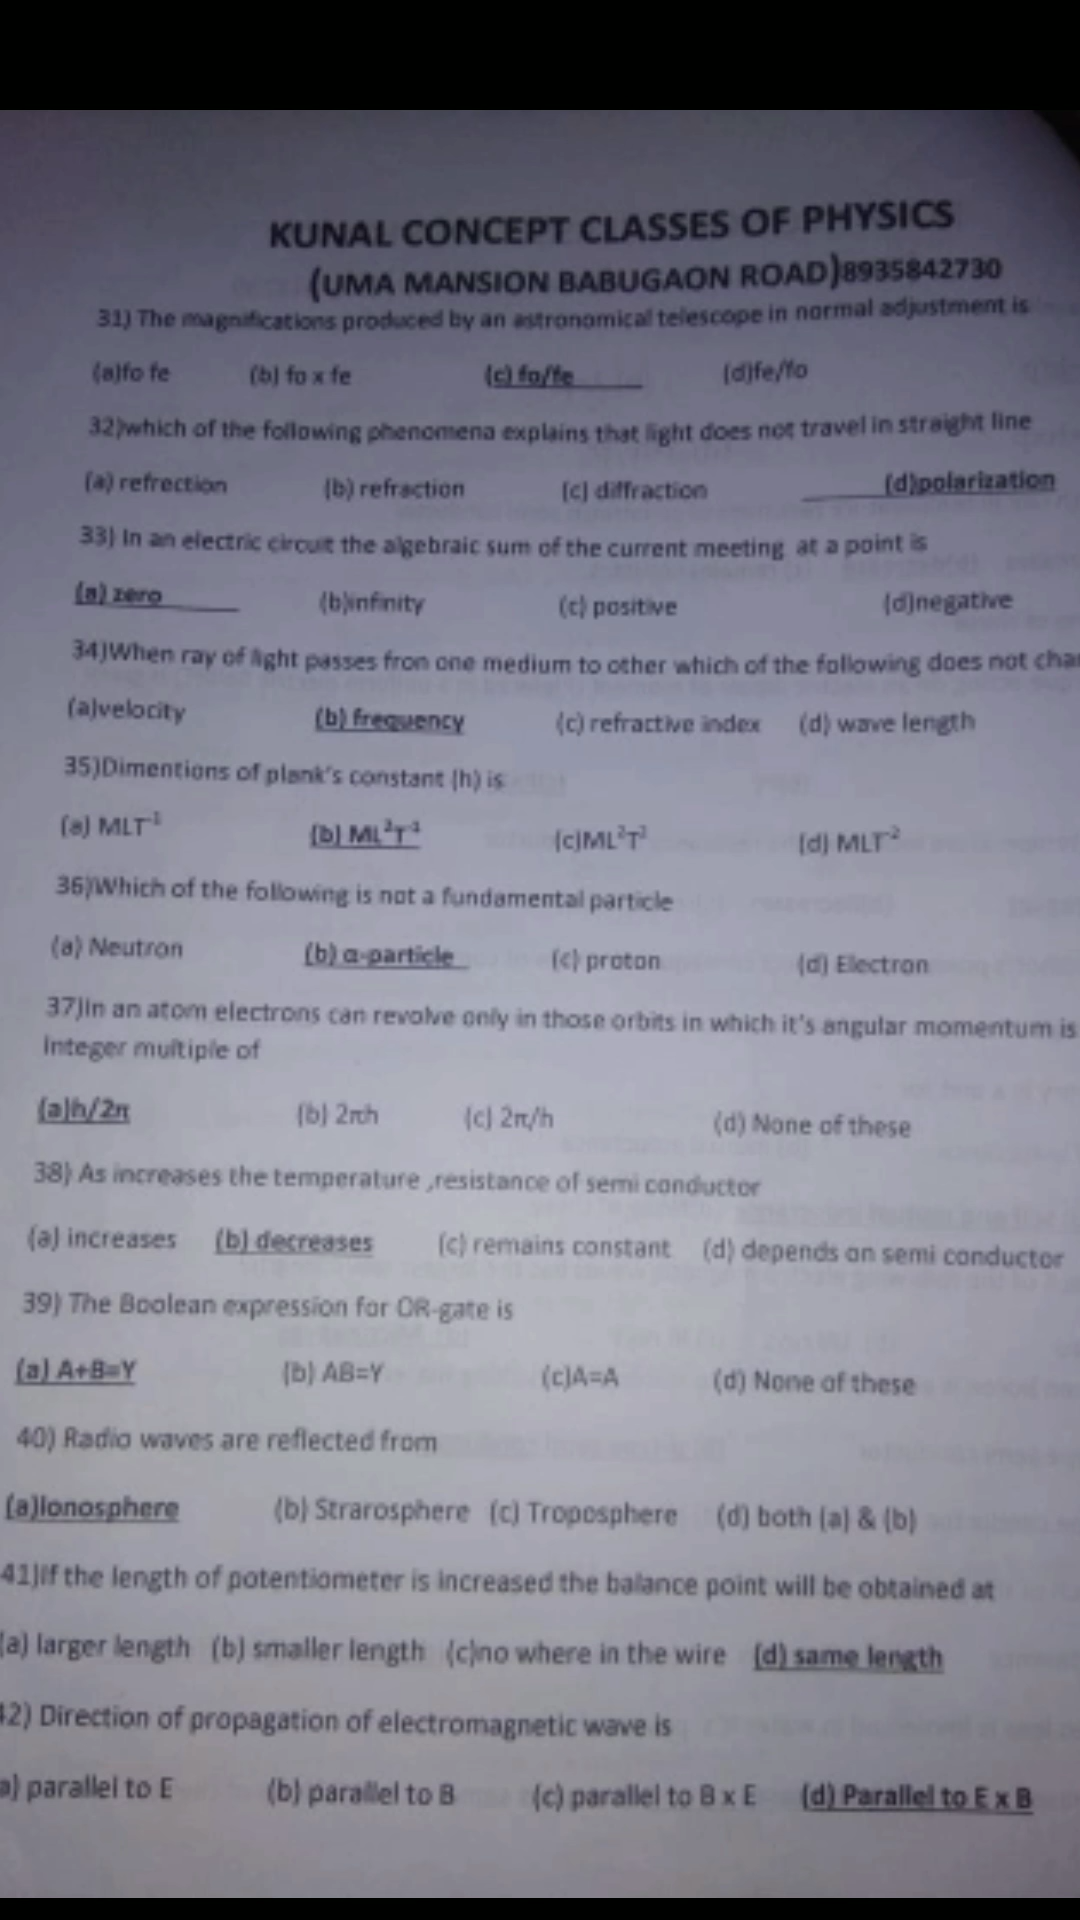 KUNAL CONCEPT CLASSES OF PHYSICS
(UMA MANSION BABUGAON ROAD)8935842730
31) The magnifications produced by an astronomical telescope in normal adjustment is
(a)fo fe (b) fo x fe (c) fo/fe (d)fe/fo
32)which of the following phenomena explains that light does not travel in straight line
(a) refrection (b) refraction (c) diffraction (d)polarization
33) In an electric circuit the algebraic sum of the current meeting at a point is
(a) zero (b)infinity (c) positive (d)negative
34)When ray of light passes fron one medium to other which of the following does not chan
(a)velocity (b) frequency (c) refractive index (d) wave length
35)Dimentions of plank's constant (h) is
(a) MLT⁻¹ (b) ML²T⁻¹ (c)ML²T² (d) MLT⁻²
36)Which of the following is not a fundamental particle
(a) Neutron (b) α-particle (c) proton (d) Electron
37)In an atom electrons can revolve only in those orbits in which it's angular momentum is
Integer multiple of
(a)h/2π (b) 2πh (c) 2π/h (d) None of these
38) As increases the temperature ,resistance of semi conductor
(a) increases (b) decreases (c) remains constant (d) depends on semi conductor
39) The Boolean expression for OR-gate is
(a) A+B=Y (b) AB=Y (c)A=A (d) None of these
40) Radio waves are reflected from
(a)Ionosphere (b) Strarosphere (c) Troposphere (d) both (a) & (b)
41)If the length of potentiometer is increased the balance point will be obtained at
(a) larger length (b) smaller length (c)no where in the wire (d) same length
42) Direction of propagation of electromagnetic wave is
a) parallel to E (b) parallel to B (c) parallel to B x E (d) Parallel to E x B